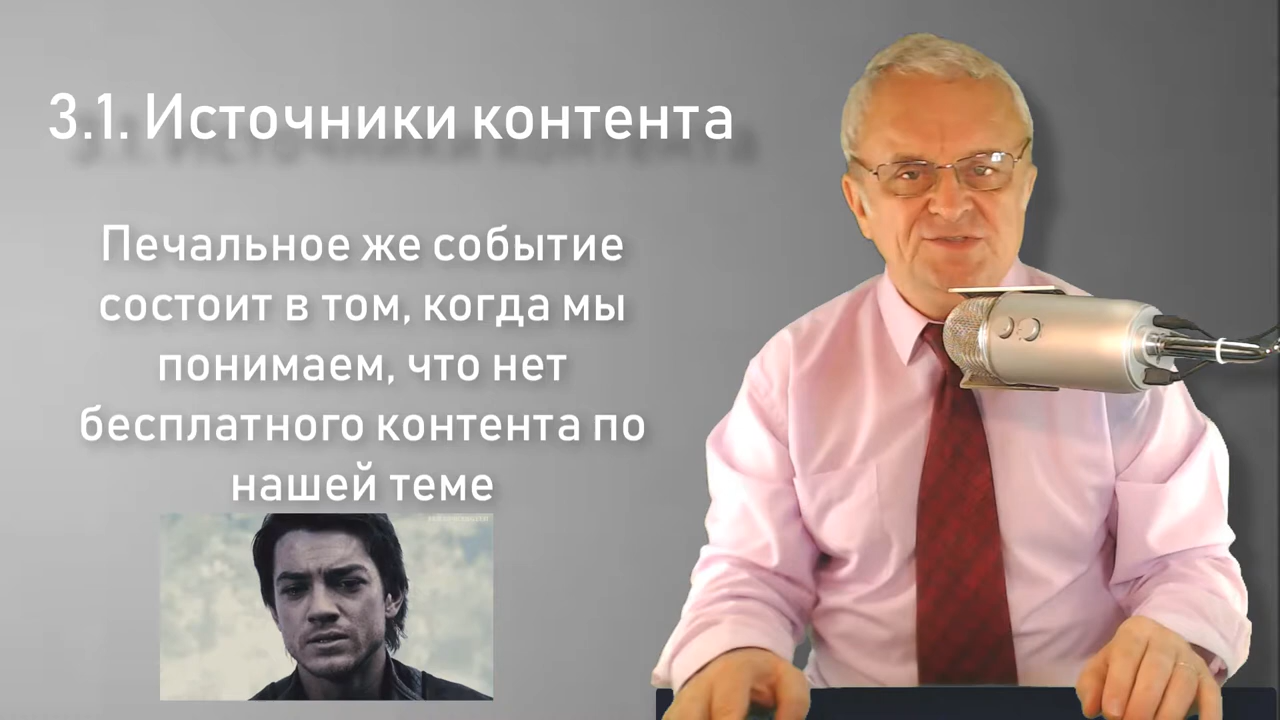 3.1. Источники контента
Печальное же событие
состоит в том, когда мы
понимаем, что нет
бесплатного контента по
нашей теме